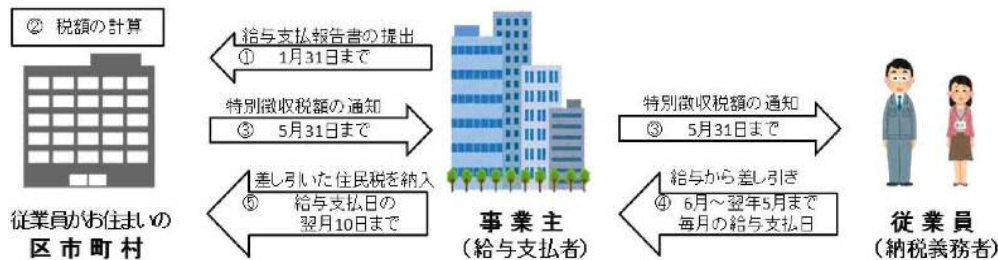 ② 税額の計算
給与支払報告書の提出
① 1月31日まで
特別徴収税額の通知
③ 5月31日まで
差し引いた住民税を納入
⑤ 給与支払日の
翌月10日まで
従業員がお住まいの
区市町村
事業主
(給与支払者)
特別徴収税額の通知
③ 5月31日まで
給与から差し引き
④ 6月~翌年5月まで
毎月の給与支払日
従業員
(納税義務者)